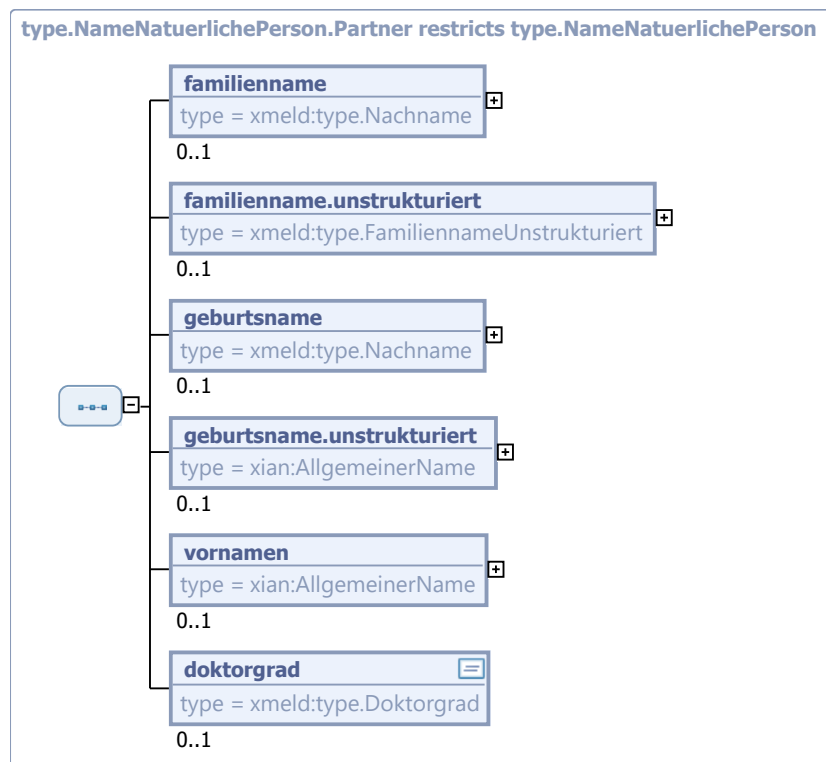 type.NameNatuerlichePerson.Partner restricts type.NameNatuerlichePerson
familienname
type = xmeld:type.Nachname
0..1
familienname.unstrukturiert
type = xmeld:type.FamiliennameUnstrukturiert
0..1
geburtsname
type = xmeld:type.Nachname
0..1
geburtsname.unstrukturiert
type = xian:AllgemeinerName
0..1
vornamen
type = xian:AllgemeinerName
0..1
doktorgrad
type = xmeld:type.Doktorgrad
0..1